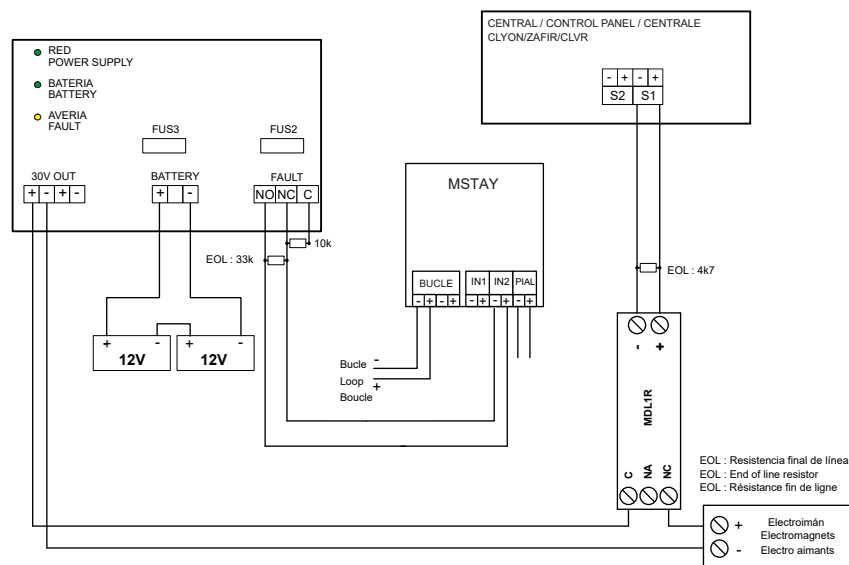 CENTRAL / CONTROL PANEL / CENTRALE
CLYON/ZAFIR/CLVR
- + - +
S2 S1
RED
POWER SUPPLY
BATERIA
BATTERY
AVERIA
FAULT
FUS3
FUS2
30V OUT
+ - + -
BATTERY
+ -
FAULT
NO NC C
10k
EOL : 33k
MSTAY
BUCLE
- + - +
IN1 IN2 PIAL
- + - + - +
EOL : 4k7
+ - + -
12V 12V
Bucle -
Loop
+
Boucle
- +
MDL1R
C NA NC
EOL : Resistencia final de línea
EOL : End of line resistor
EOL : Résistance fin de ligne
+ Electroimán
Electromagnets
- Electro aimants